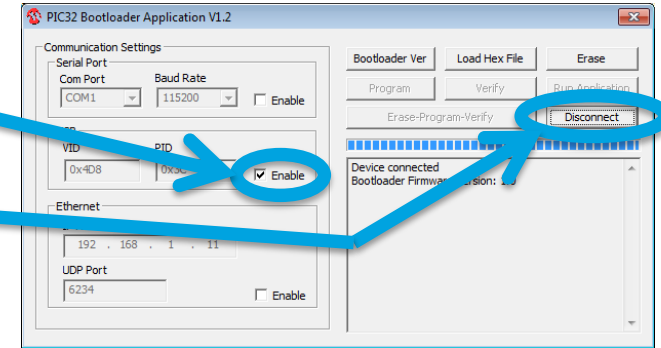 PIC32 Bootloader Application V1.2
Communication Settings
Serial Port
Com Port Baud Rate
COM1 115200 Enable
VID PID
0x4D8 Enable
Ethernet
192 . 168 . 1 . 11
UDP Port
6234 Enable
Bootloader Ver Load Hex File Erase
Program Verify Run Application
Erase-Program-Verify Disconnect
Device connected
Bootloader Firmware Version: 1.0